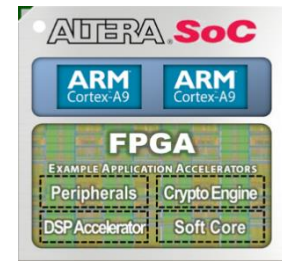 ALTERA. SoC
ARM ARM
Cortex-A9 Cortex-A9
FPGA
EXAMPLE APPLICATION ACCELERATORS
Peripherals Crypto Engine
DSP Accelerator Soft Core